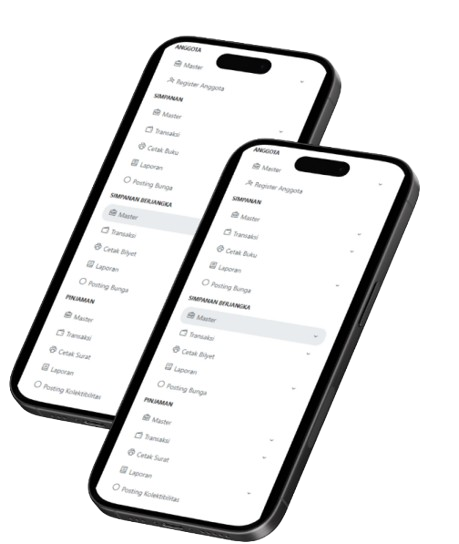 ANGGOTA
Master
Register Anggota
SIMPANAN
Master
Transaksi
Cetak Buku
Laporan
Posting Bunga
SIMPANAN BERJANGKA
Master
Transaksi
Cetak Bilyet
Laporan
Posting Bunga
PINJAMAN
Master
Transaksi
Cetak Surat
Laporan
Posting Kolektibilitas
ANGGOTA
Master
Register Anggota
SIMPANAN
Master
Transaksi
Cetak Buku
Laporan
Posting Bunga
SIMPANAN BERJANGKA
Master
Transaksi
Cetak Bilyet
Laporan
Posting Bunga
PINJAMAN
Master
Transaksi
Cetak Surat
Laporan
Posting Kolektibilitas